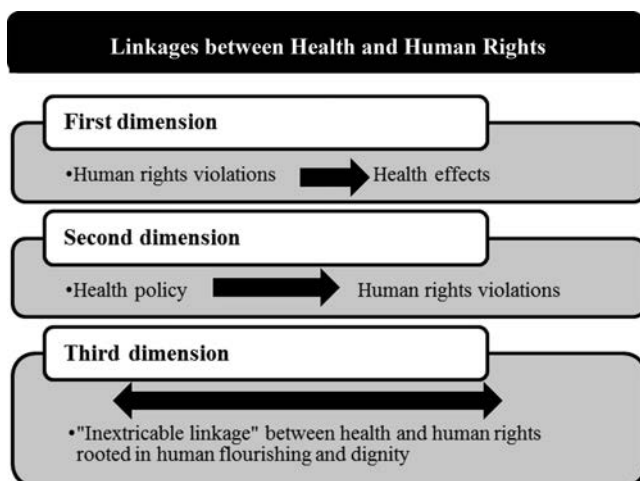 Linkages between Health and Human Rights
First dimension
•Human rights violations Health effects
Second dimension
•Health policy Human rights violations
Third dimension
•"Inextricable linkage" between health and human rights
rooted in human flourishing and dignity